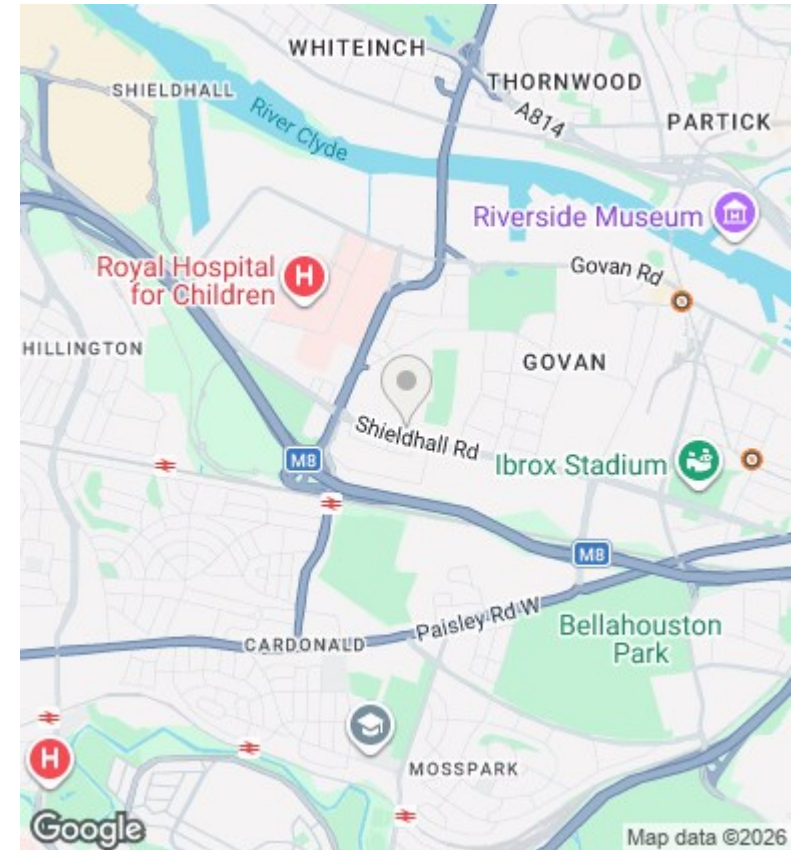 WHITEINCH
SHIELDHALL
THORNWOOD
A814
PARTICK
River Clyde
Riverside Museum
Royal Hospital
for Children
H
Govan Rd
HILLINGTON
GOVAN
Shieldhall Rd
M8
Ibrox Stadium
M8
Paisley Rd W
Bellahouston
Park
CARDONALD
H
MOSSPARK
Google
Map data ©2026